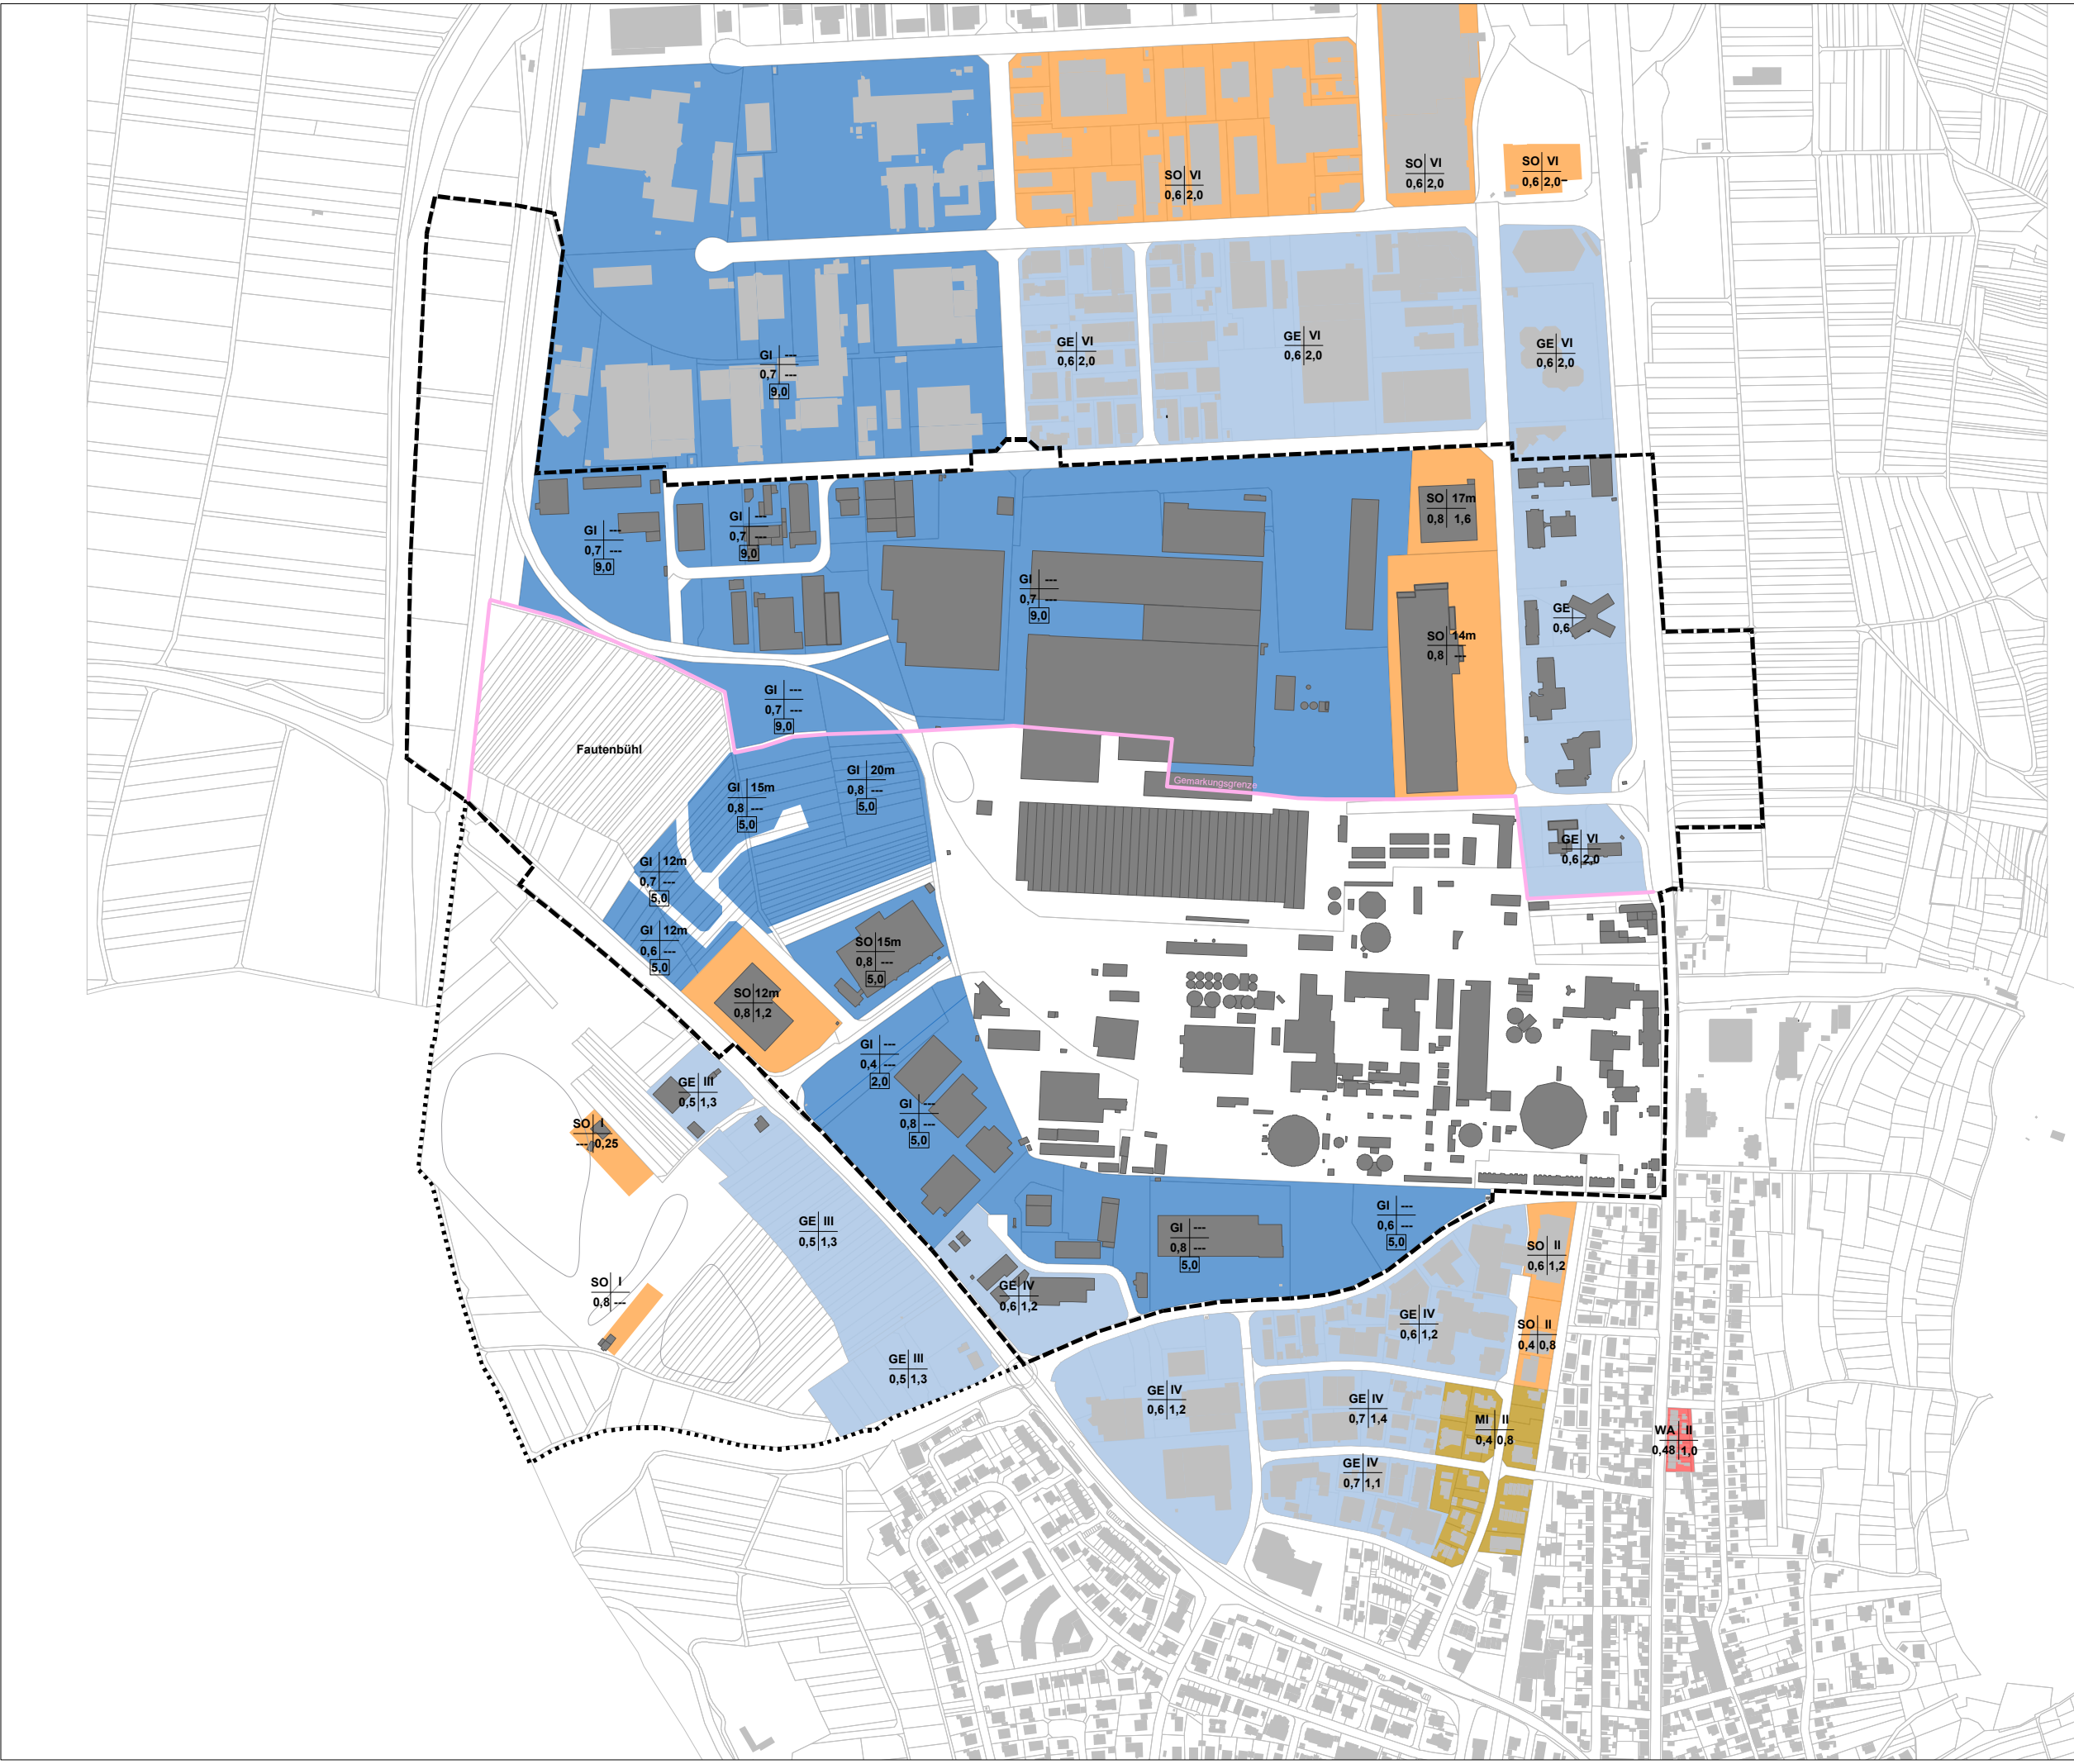 SO VI
0,6 2,0
SO VI
0,6 2,0
SO VI
0,6 2,0
GI ---
0,7 ---
9,0
GE VI
0,6 2,0
GE VI
0,6 2,0
GE VI
0,6 2,0
GI ---
0,7 ---
9,0
GI ---
0,7 ---
9,0
SO 17m
0,8 1,6
GI ---
0,7 ---
9,0
GE
0,6
SO 14m
0,8 ---
GI ---
0,7 ---
9,0
Fautenbühl
GI 15m
0,8 ---
5,0
GI 20m
0,8 ---
5,0
Gemarkungsgrenze
GE VI
0,6 2,0
GI 12m
0,7 ---
5,0
GI 12m
0,6 ---
5,0
SO 15m
0,8 ---
5,0
SO 12m
0,8 1,2
GI ---
0,4 ---
2,0
GE III
0,5 1,3
GI ---
0,8 ---
5,0
SO I
--- 0,25
GE III
0,5 1,3
GI ---
0,8 ---
5,0
GI ---
0,6 ---
5,0
SO II
0,6 1,2
SO I
0,8 ---
GE IV
0,6 1,2
GE IV
0,6 1,2
SO II
0,4 0,8
GE III
0,5 1,3
GE IV
0,6 1,2
GE IV
0,7 1,4
MI II
0,4 0,8
WA II
0,48 1,0
GE IV
0,7 1,1